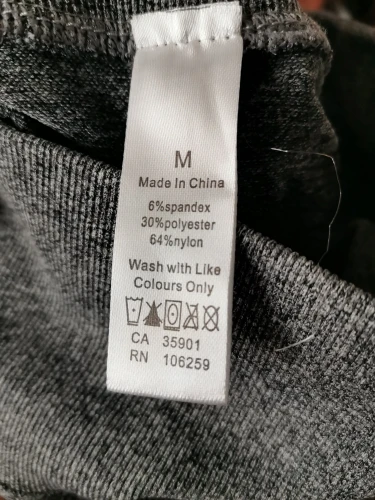 M
Made In China
6%spandex
30%polyester
64%nylon
Wash with Like
Colours Only
CA 35901
RN 106259